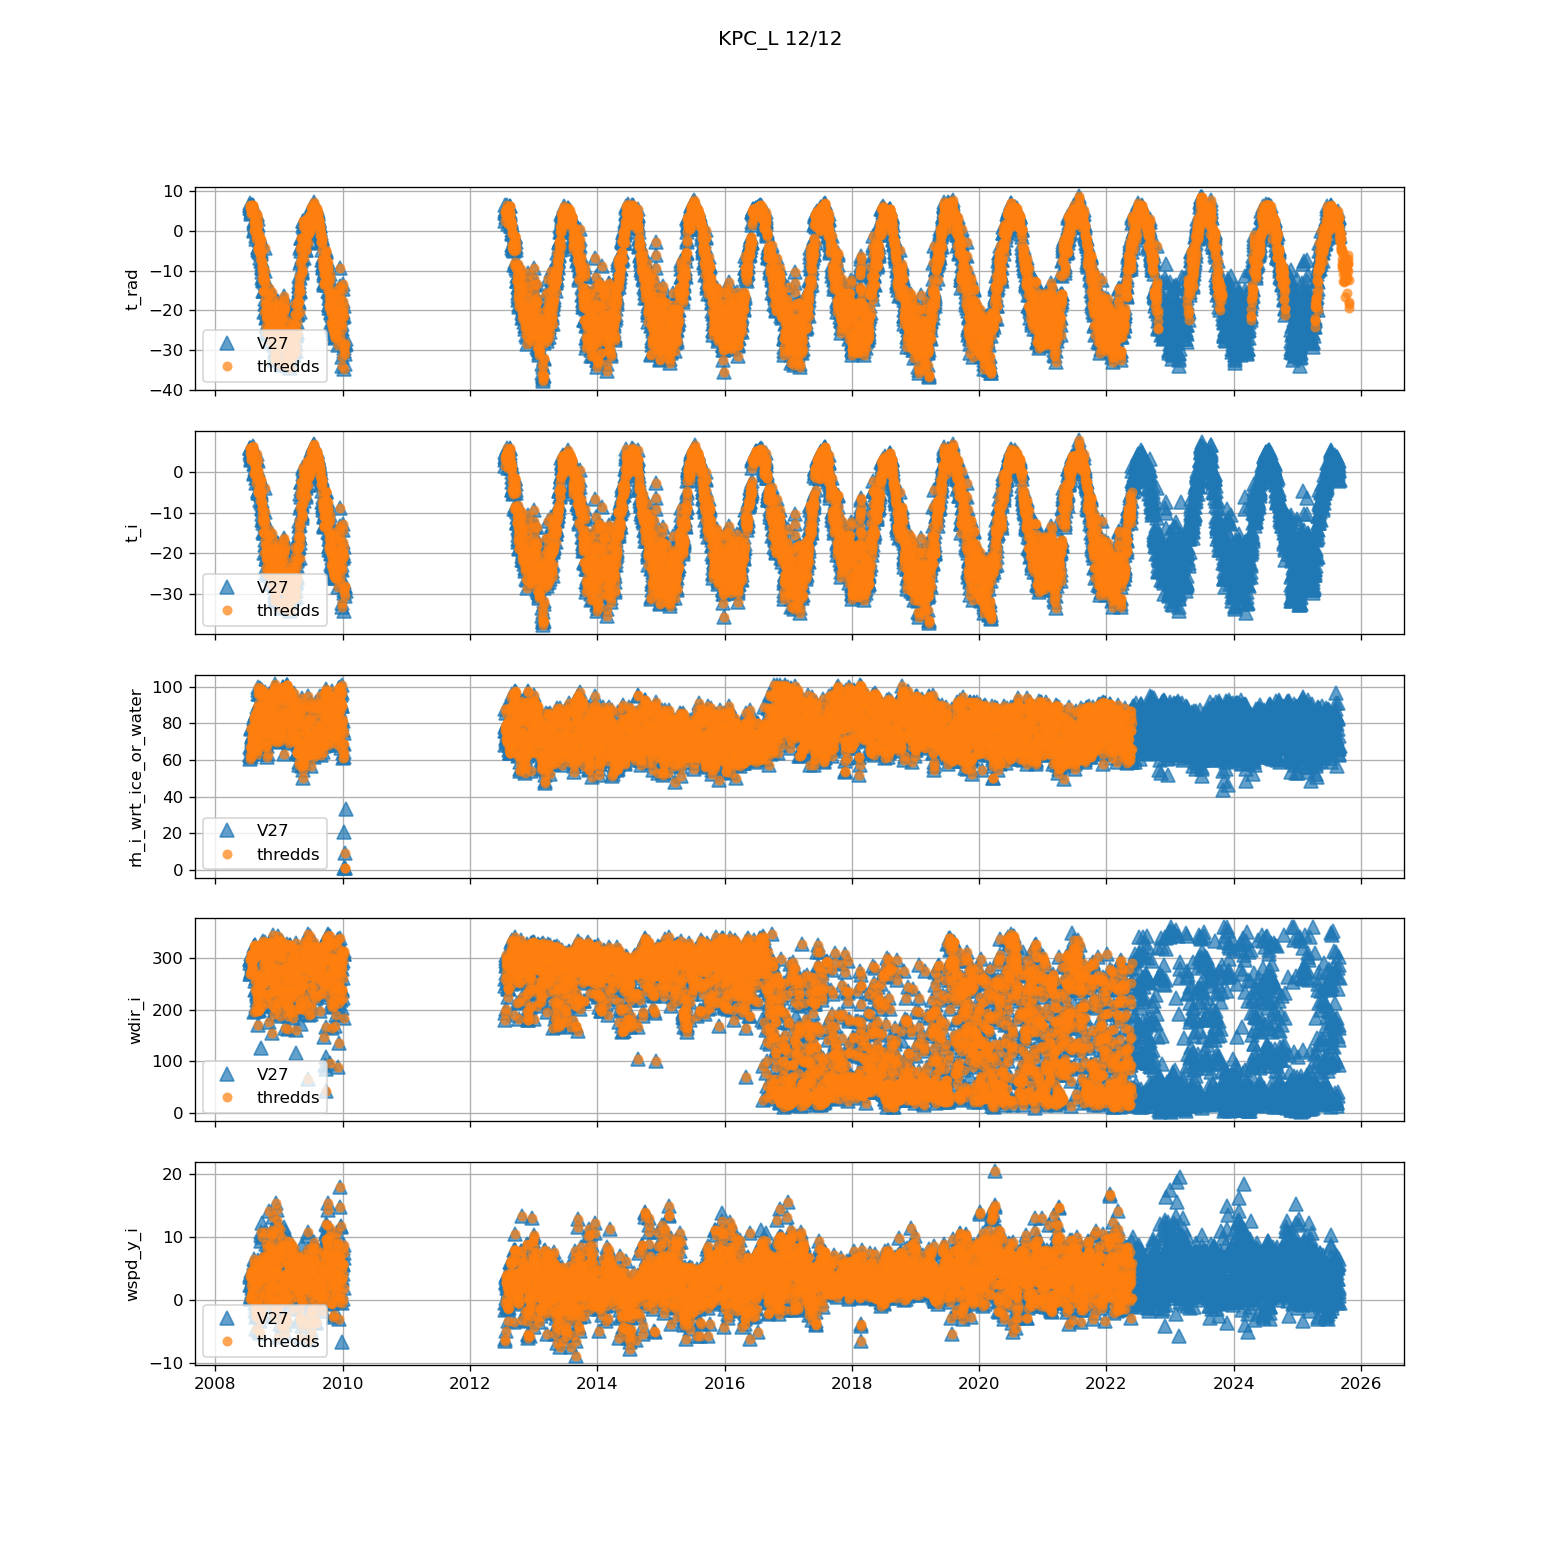 KPC_L 12/12
10
0
−10
−20
−30
−40
t_rad
V27
thredds
0
−10
−20
−30
t_i
V27
thredds
100
80
60
40
20
0
rh_i_wrt_ice_or_water
V27
thredds
300
200
100
0
wdir_i
V27
thredds
20
10
0
−10
wspd_y_i
V27
thredds
2008 2010 2012 2014 2016 2018 2020 2022 2024 2026